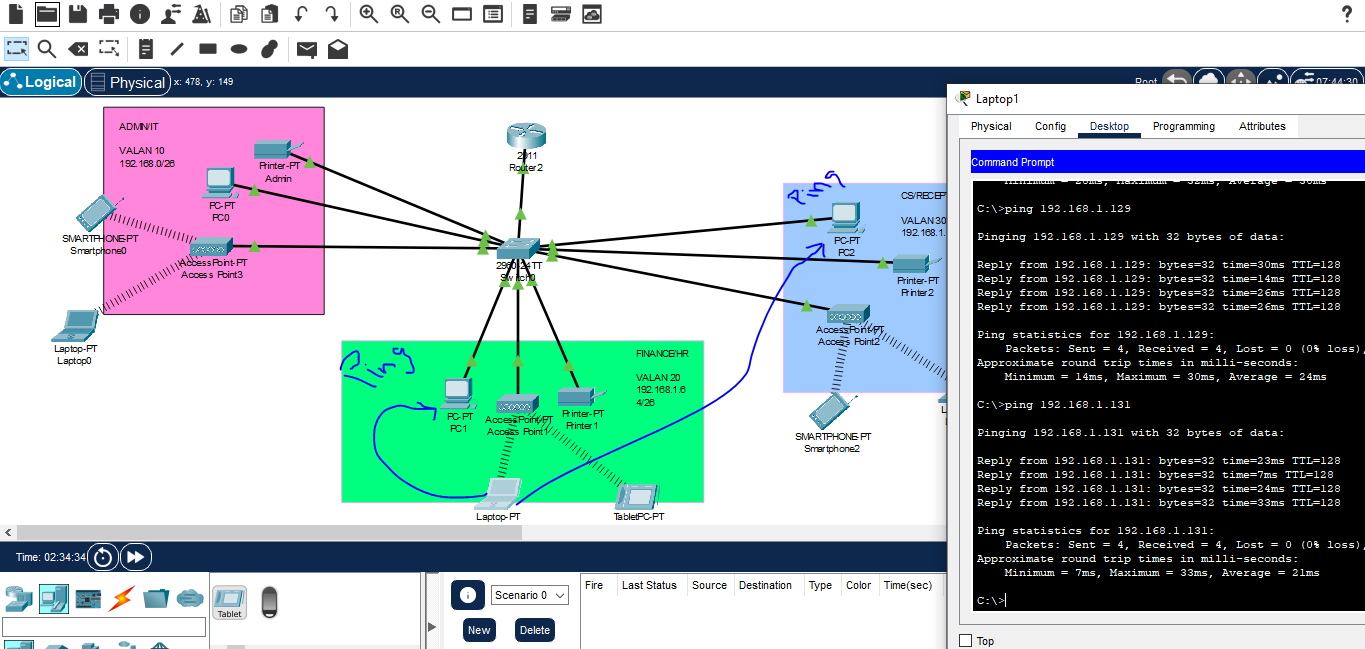 Logical
Physical
x: 478, y: 149
Root
07:44:30
ADMN/IT
VALAN 10
192.168.0/26
Printer-PT
Admin
PC-PT
PC0
SMARTPHONE-PT
Smartphone0
AccessPoint-PT
Access Point3
Laptop-PT
Laptop0
2911
Router2
2960-24TT
Switch0
Ping
CS/RECEP
VALAN 30
192.168.1.
PC-PT
PC2
Printer-PT
Printer2
AccessPoint-PT
Access Point2
SMARTPHONE-PT
Smartphone2
Ping
FINANCE/HR
VALAN 20
192.168.1.6
4/26
PC-PT
PC1
AccessPoint-PT
Access Point1
Printer-PT
Printer1
Laptop-PT
TabletPC-PT
Time: 02:34:34
Tablet
Scenario 0
New
Delete
Fire Last Status Source Destination Type Color Time(sec)
Laptop1
Physical Config Desktop Programming Attributes
Command Prompt
Minimum = 20ms, Maximum = 32ms, Average = 30ms
C:\>ping 192.168.1.129
Pinging 192.168.1.129 with 32 bytes of data:
Reply from 192.168.1.129: bytes=32 time=30ms TTL=128
Reply from 192.168.1.129: bytes=32 time=14ms TTL=128
Reply from 192.168.1.129: bytes=32 time=26ms TTL=128
Reply from 192.168.1.129: bytes=32 time=26ms TTL=128
Ping statistics for 192.168.1.129:
Packets: Sent = 4, Received = 4, Lost = 0 (0% loss),
Approximate round trip times in milli-seconds:
Minimum = 14ms, Maximum = 30ms, Average = 24ms
C:\>ping 192.168.1.131
Pinging 192.168.1.131 with 32 bytes of data:
Reply from 192.168.1.131: bytes=32 time=23ms TTL=128
Reply from 192.168.1.131: bytes=32 time=7ms TTL=128
Reply from 192.168.1.131: bytes=32 time=24ms TTL=128
Reply from 192.168.1.131: bytes=32 time=33ms TTL=128
Ping statistics for 192.168.1.131:
Packets: Sent = 4, Received = 4, Lost = 0 (0% loss),
Approximate round trip times in milli-seconds:
Minimum = 7ms, Maximum = 33ms, Average = 21ms
C:\>
Top